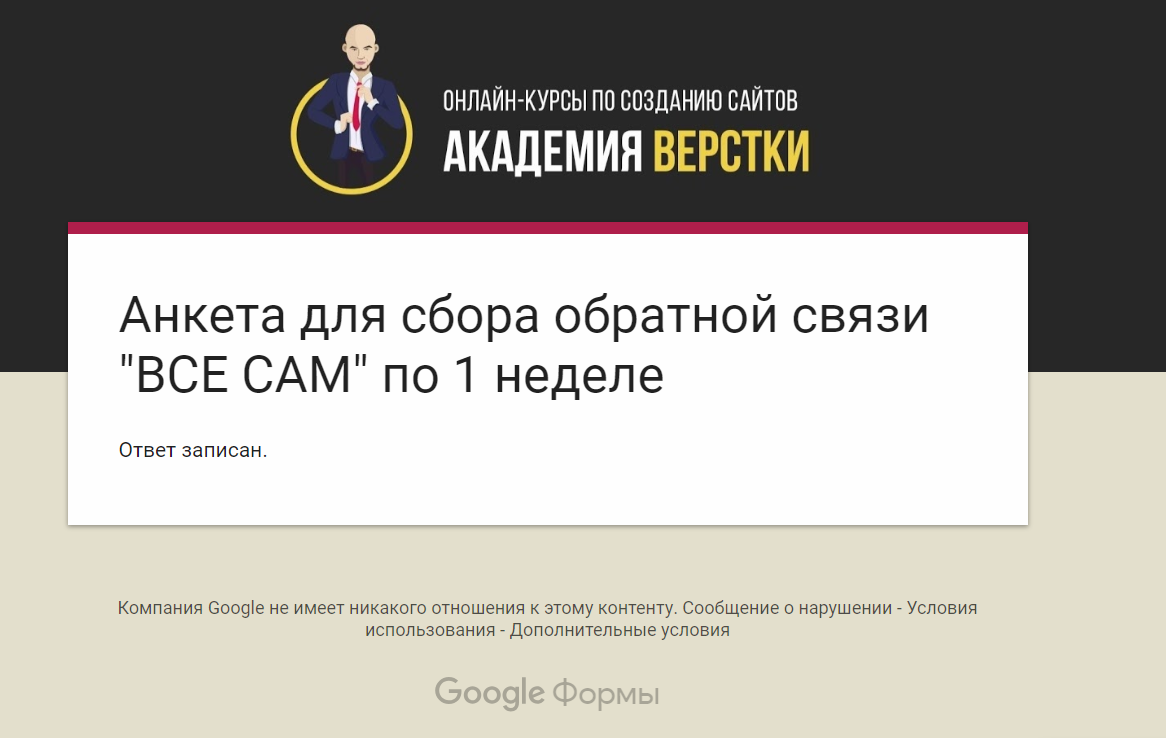 ОНЛАЙН-КУРСЫ ПО СОЗДАНИЮ САЙТОВ
АКАДЕМИЯ ВЕРСТКИ
Анкета для сбора обратной связи
"ВСЕ САМ" по 1 неделе
Ответ записан.
Компания Google не имеет никакого отношения к этому контенту. Сообщение о нарушении - Условия
использования - Дополнительные условия
Google Формы